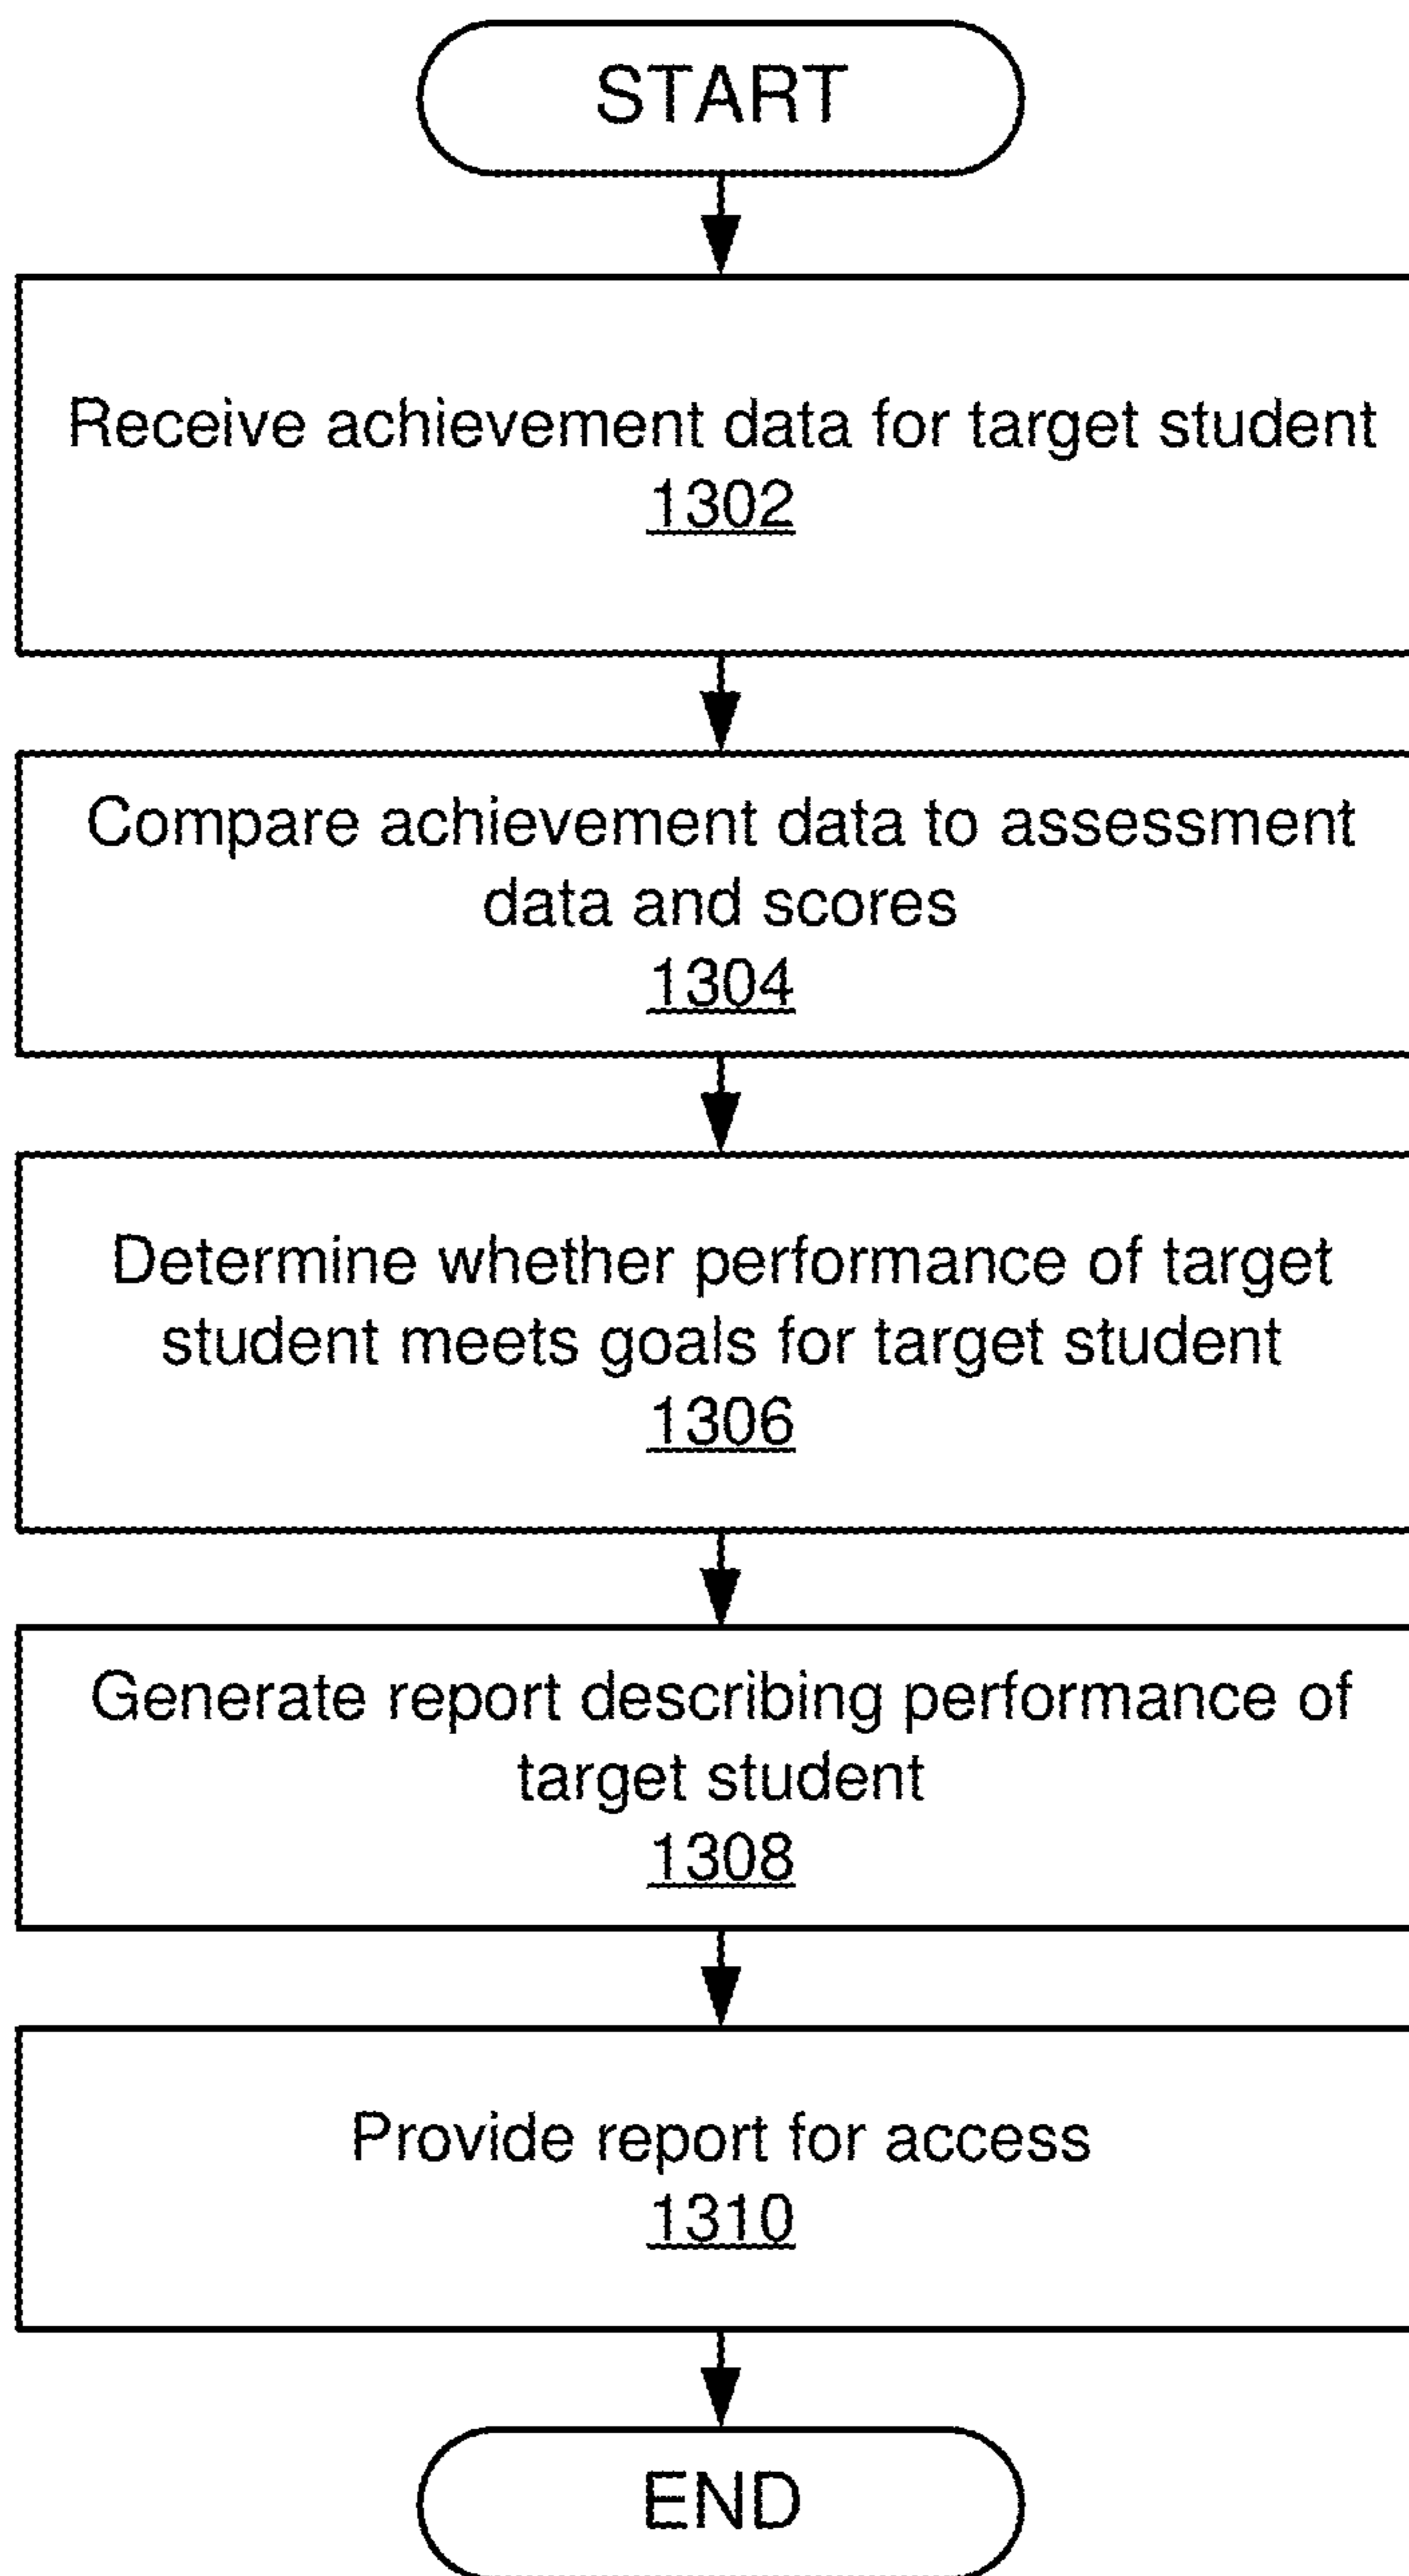 START
Receive achievement data for target student
1302
Compare achievement data to assessment
data and scores
1304
Determine whether performance of target
student meets goals for target student
1306
Generate report describing performance of
target student
1308
Provide report for access
1310
END